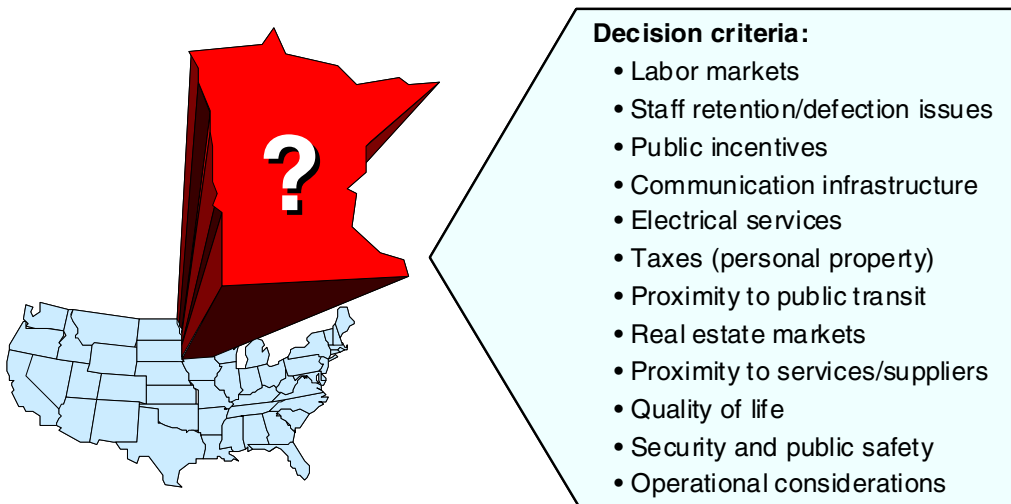 ?
Decision criteria:
• Labor markets
• Staff retention/defection issues
• Public incentives
• Communication infrastructure
• Electrical services
• Taxes (personal property)
• Proximity to public transit
• Real estate markets
• Proximity to services/suppliers
• Quality of life
• Security and public safety
• Operational considerations